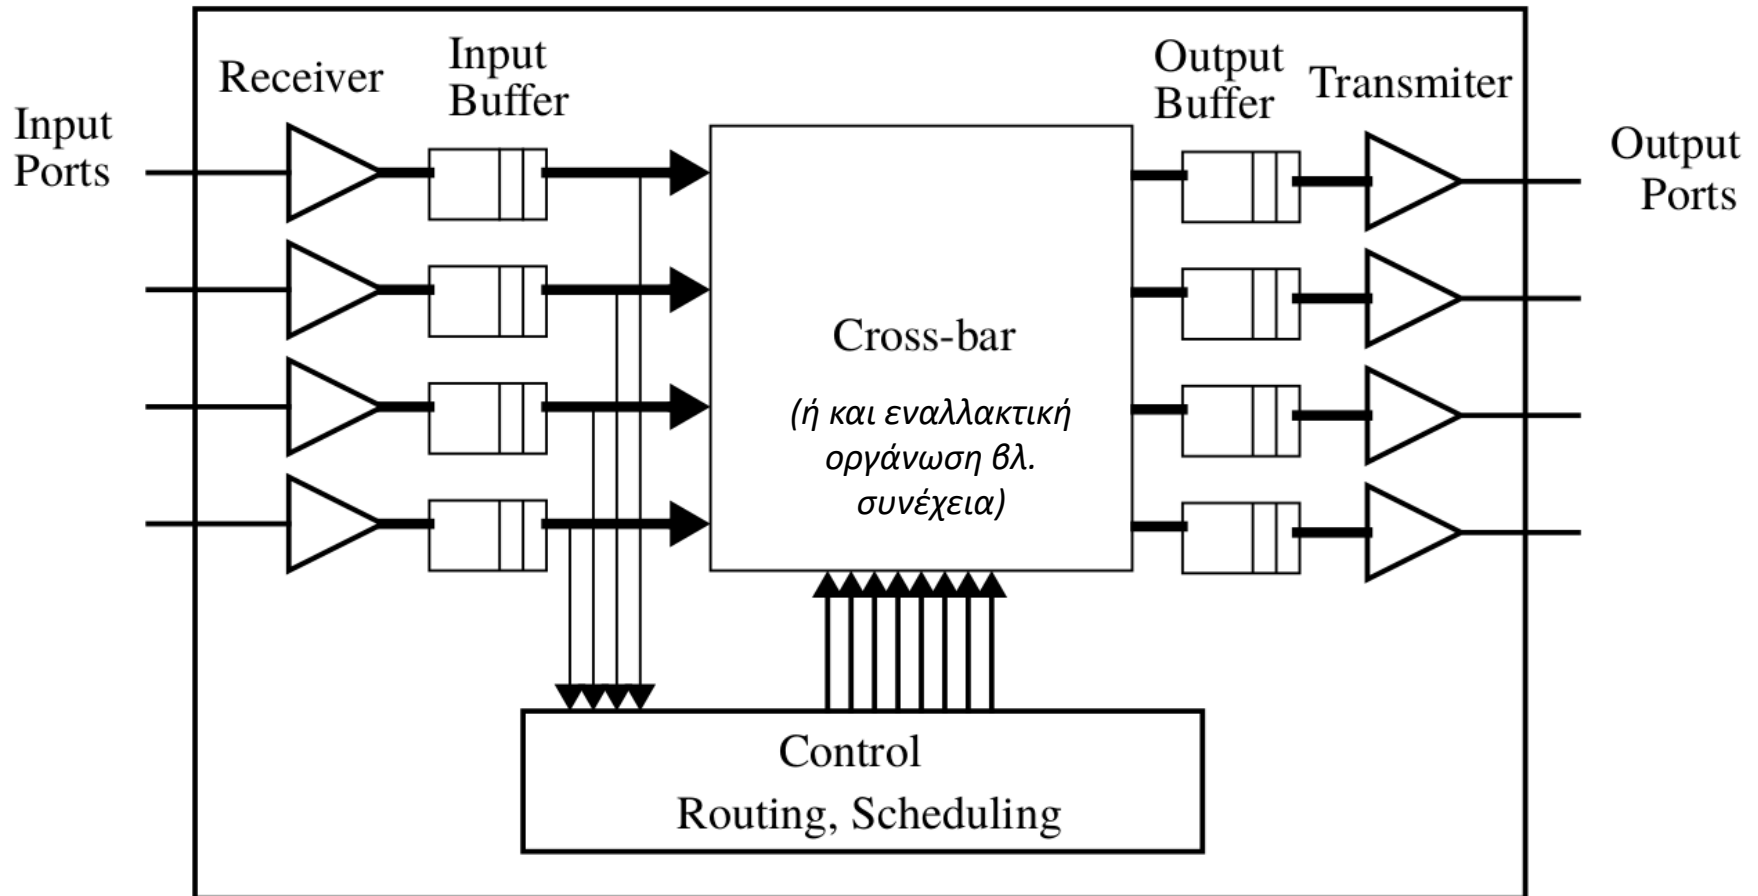 Input
Ports
Receiver
Input
Buffer
Output
Buffer
Transmiter
Output
Ports
Cross-bar
(ή και εναλλακτική
οργάνωση βλ.
συνέχεια)
Control
Routing, Scheduling